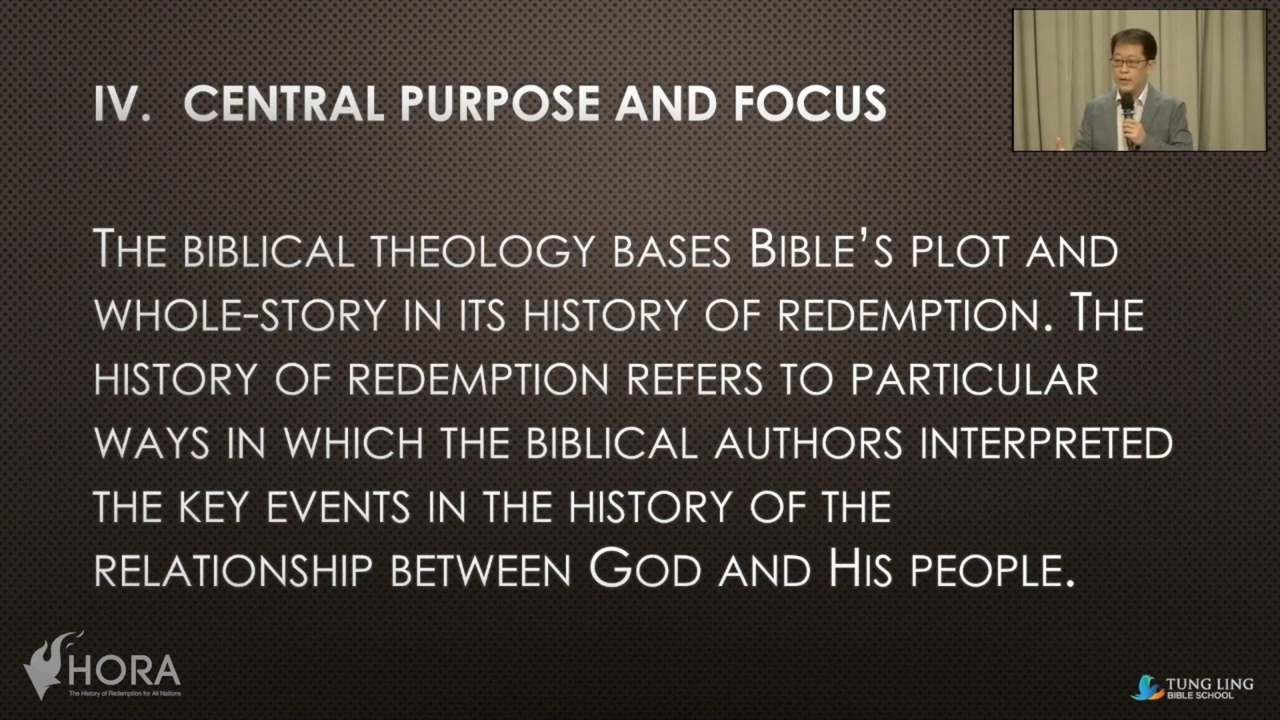 IV. CENTRAL PURPOSE AND FOCUS
THE BIBLICAL THEOLOGY BASES BIBLE’S PLOT AND
WHOLE-STORY IN ITS HISTORY OF REDEMPTION. THE
HISTORY OF REDEMPTION REFERS TO PARTICULAR
WAYS IN WHICH THE BIBLICAL AUTHORS INTERPRETED
THE KEY EVENTS IN THE HISTORY OF THE
RELATIONSHIP BETWEEN GOD AND HIS PEOPLE.
HORA
The History of Redemption for All Nations
TUNG LING
BIBLE SCHOOL